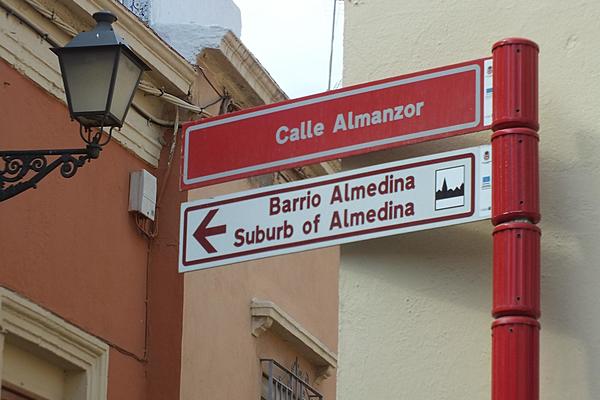 Calle Almanzor
Barrio Almedina
Suburb of Almedina